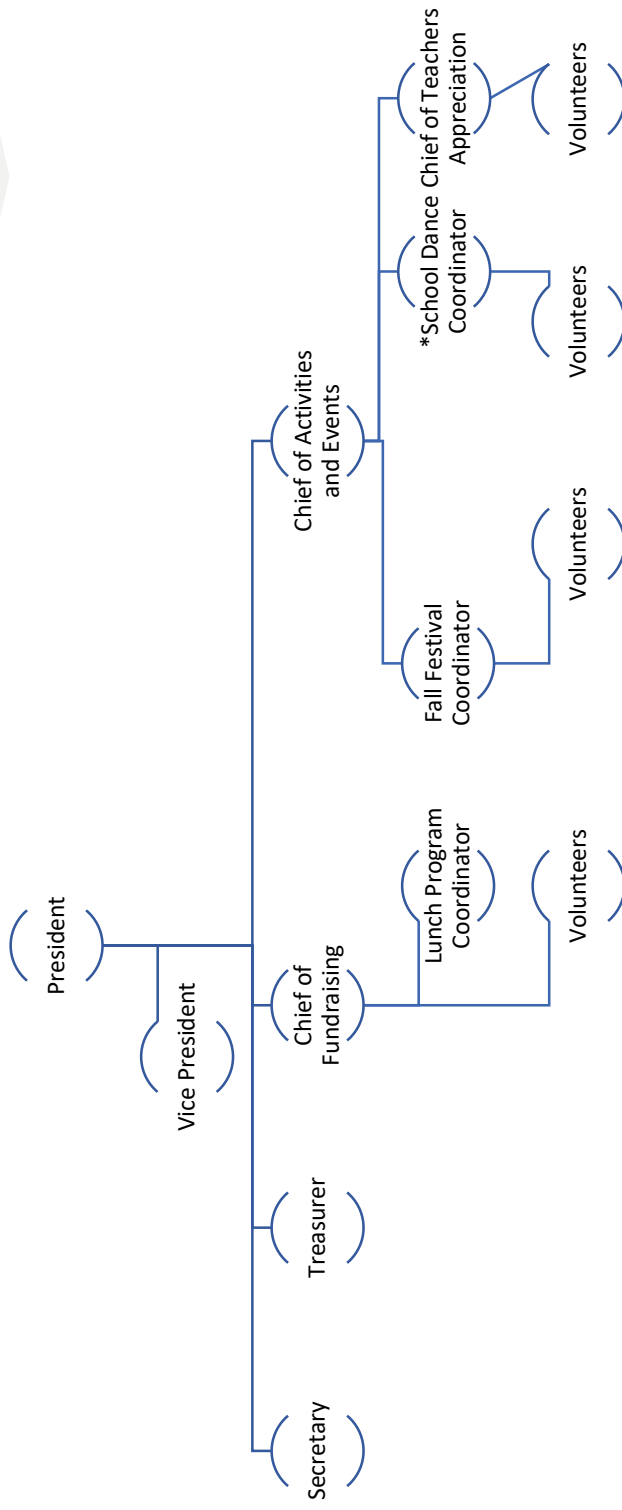 President
Vice President
Secretary
Treasurer
Chief of
Fundraising
Chief of Activities
and Events
Lunch Program
Coordinator
Fall Festival
Coordinator
*School Dance
Coordinator
Chief of Teachers
Appreciation
Volunteers
Volunteers
Volunteers
Volunteers